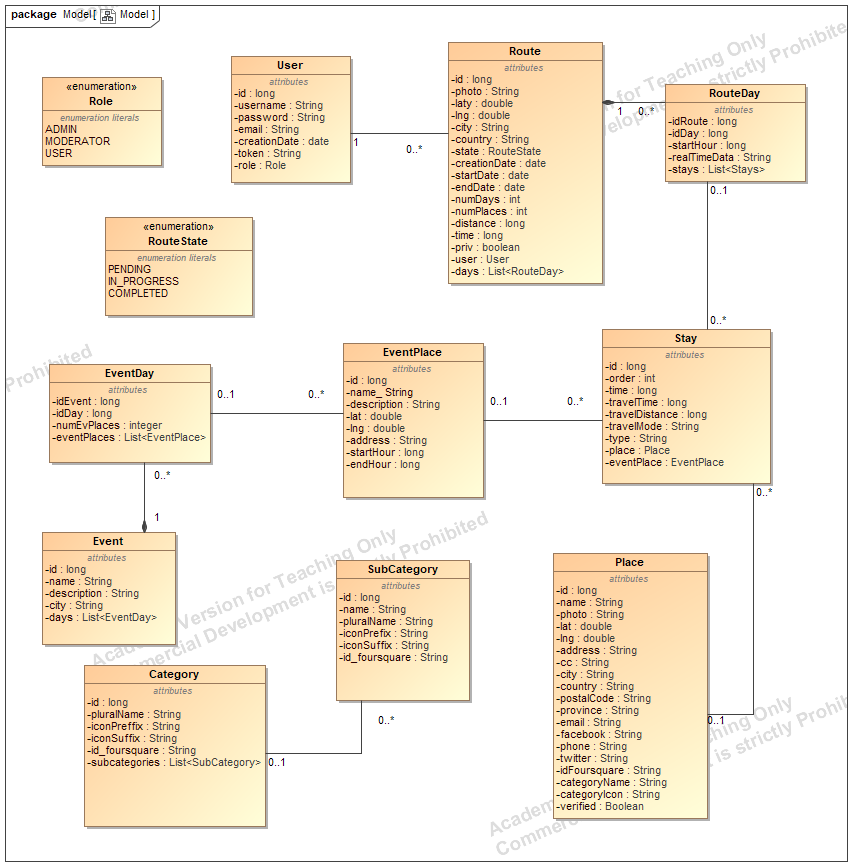 package Model [ Model ]
«enumeration»
Role
enumeration literals
ADMIN
MODERATOR
USER
User
attributes
-id : long
-username : String
-password : String
-email : String
-creationDate : date
-token : String
-role : Role
1
0..*
Route
attributes
-id : long
-photo : String
-laty : double
-lng : double
-city : String
-country : String
-state : RouteState
-creationDate : date
-startDate : date
-endDate : date
-numDays : int
-numPlaces : int
-distance : long
-time : long
-priv : boolean
-user : User
-days : List<RouteDay>
1
0..*
RouteDay
attributes
-idRoute : long
-idDay : long
-startHour : long
-realTimeData : String
-stays : List<Stays>
0..1
0..*
«enumeration»
RouteState
enumeration literals
PENDING
IN_PROGRESS
COMPLETED
EventDay
attributes
-idEvent : long
-idDay : long
-numEvPlaces : integer
-eventPlaces : List<EventPlace>
0..1
0..*
EventPlace
attributes
-id : long
-name_ String
-description : String
-lat : double
-lng : double
-address : String
-startHour : long
-endHour : long
0..1
0..*
Stay
attributes
-id : long
-order : int
-time : long
-travelTime : long
-travelDistance : long
-travelMode : String
-type : String
-place : Place
-eventPlace : EventPlace
0..*
0..*
1
Event
attributes
-id : long
-name : String
-description : String
-city : String
-days : List<EventDay>
SubCategory
attributes
-id : long
-name : String
-pluralName : String
-iconPrefix : String
-iconSuffix : String
-id_foursquare : String
0..*
Category
attributes
-id : long
-pluralName : String
-iconPreffix : String
-iconSuffix : String
-id_foursquare : String
-subcategories : List<SubCategory>
0..1
Place
attributes
-id : long
-name : String
-photo : String
-lat : double
-lng : double
-address : String
-cc : String
-city : String
-country : String
-postalCode : String
-province : String
-email : String
-facebook : String
-phone : String
-twitter : String
-idFoursquare : String
-categoryName : String
-categoryIcon : String
-verified : Boolean
0..1
for Teaching Only
strictly Prohibite
Prohibited
Version for Teaching Only
Development is
Prohibited
Only
is strictly Prohib